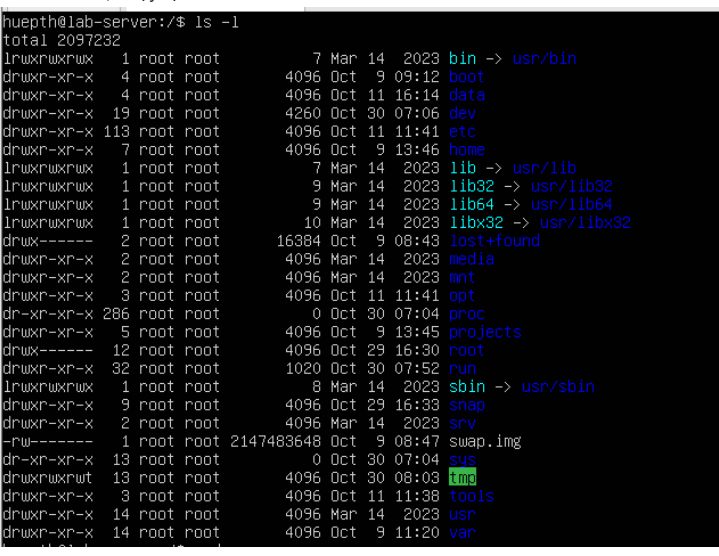 huepth@lab-server:/$ ls -l
total 2097232
lrwxrwxrwx   1 root root          7 Mar 14  2023 bin -> usr/bin
drwxr-xr-x   4 root root       4096 Oct  9 09:12 boot
drwxr-xr-x   4 root root       4096 Oct 11 16:14 data
drwxr-xr-x  19 root root       4260 Oct 30 07:06 dev
drwxr-xr-x 113 root root       4096 Oct 11 11:41 etc
drwxr-xr-x   7 root root       4096 Oct  9 13:46 home
lrwxrwxrwx   1 root root          7 Mar 14  2023 lib -> usr/lib
lrwxrwxrwx   1 root root          9 Mar 14  2023 lib32 -> usr/lib32
lrwxrwxrwx   1 root root          9 Mar 14  2023 lib64 -> usr/lib64
lrwxrwxrwx   1 root root         10 Mar 14  2023 libx32 -> usr/libx32
drwx------   2 root root      16384 Oct  9 08:43 lost+found
drwxr-xr-x   2 root root       4096 Mar 14  2023 media
drwxr-xr-x   2 root root       4096 Mar 14  2023 mnt
drwxr-xr-x   3 root root       4096 Oct 11 11:41 opt
dr-xr-xr-x 286 root root          0 Oct 30 07:04 proc
drwxr-xr-x   5 root root       4096 Oct  9 13:45 projects
drwx------  12 root root       4096 Oct 29 16:30 root
drwxr-xr-x  32 root root       1020 Oct 30 07:52 run
lrwxrwxrwx   1 root root          8 Mar 14  2023 sbin -> usr/sbin
drwxr-xr-x   9 root root       4096 Oct 29 16:33 snap
drwxr-xr-x   2 root root       4096 Mar 14  2023 srv
-rw-------   1 root root 2147483648 Oct  9 08:47 swap.img
dr-xr-xr-x  13 root root          0 Oct 30 07:04 sys
drwxrwxrwt  13 root root       4096 Oct 30 08:03 tmp
drwxr-xr-x   3 root root       4096 Oct 11 11:38 tools
drwxr-xr-x  14 root root       4096 Mar 14  2023 usr
drwxr-xr-x  14 root root       4096 Oct  9 11:20 var